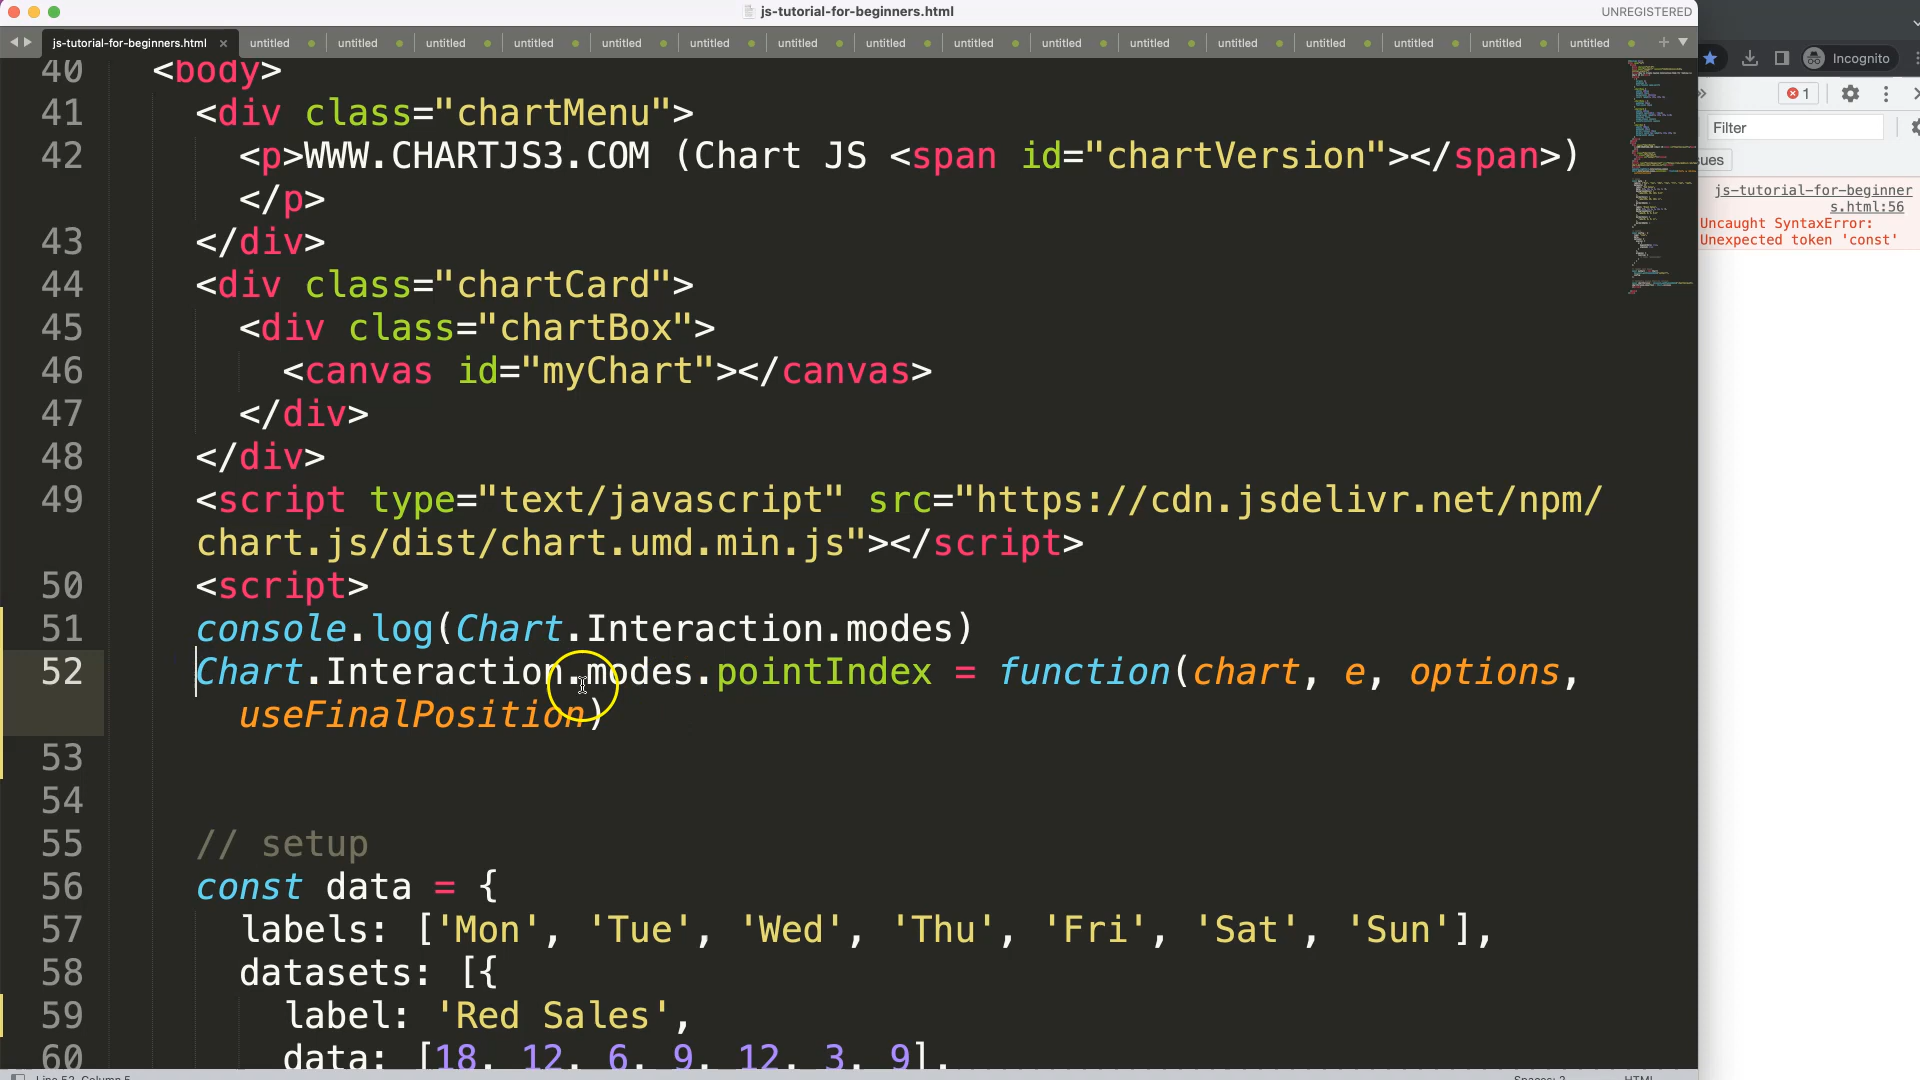 js-tutorial-for-beginners.html
UNREGISTERED
js-tutorial-for-beginners.html × untitled untitled untitled untitled untitled untitled untitled untitled untitled untitled untitled untitled untitled untitled untitled untitled
Incognito
40 <body>
41 <div class="chartMenu">
42 <p>WWW.CHARTJS3.COM (Chart JS <span id="chartVersion"></span>)
</p>
43 </div>
44 <div class="chartCard">
45 <div class="chartBox">
46 <canvas id="myChart"></canvas>
47 </div>
48 </div>
49 <script type="text/javascript" src="https://cdn.jsdelivr.net/npm/
chart.js/dist/chart.umd.min.js"></script>
50 <script>
51 console.log(Chart.Interaction.modes)
52 Chart.Interaction.modes.pointIndex = function(chart, e, options,
useFinalPosition)
53
54
55 // setup
56 const data = {
57 labels: ['Mon', 'Tue', 'Wed', 'Thu', 'Fri', 'Sat', 'Sun'],
58 datasets: [{
59 label: 'Red Sales',
60 data: [18, 12, 6, 9, 12, 3, 9],
1
Filter
ues
js-tutorial-for-beginner
s.html:56
Uncaught SyntaxError:
Unexpected token 'const'